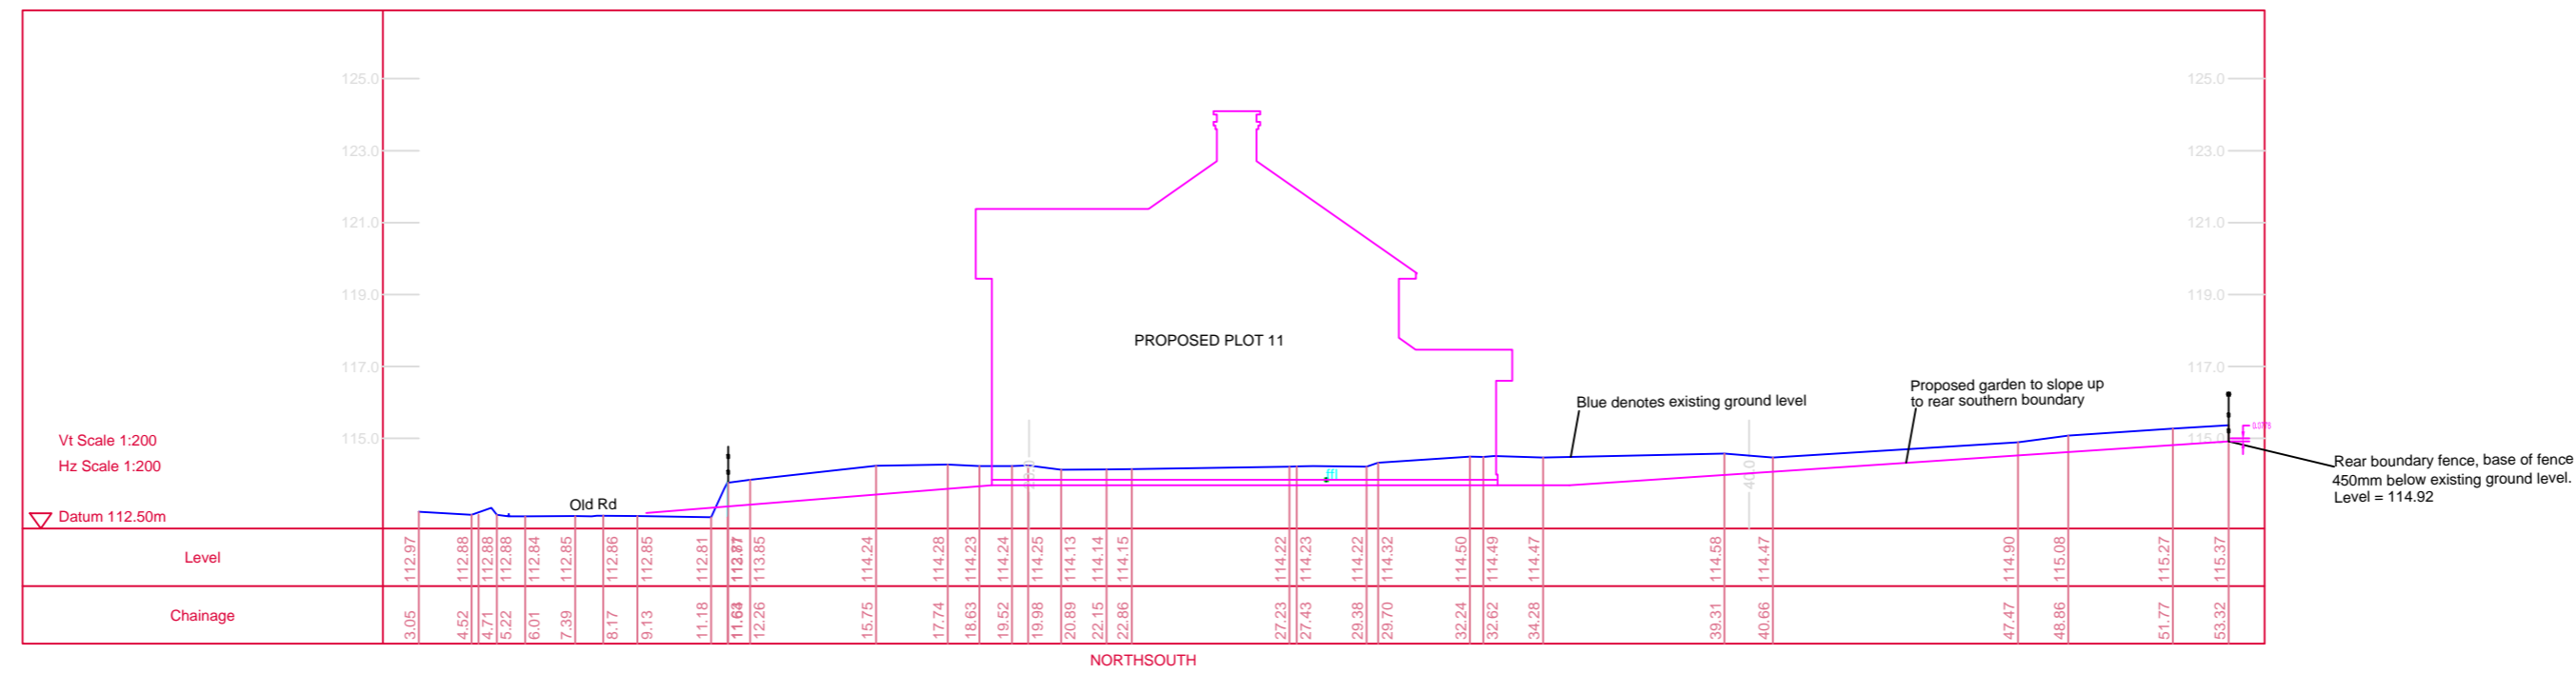 125.0
125.0
123.0
123.0
121.0
121.0
119.0
119.0
117.0
117.0
115.0
115.0
PROPOSED PLOT 11
Blue denotes existing ground level
Proposed garden to slope up
to rear southern boundary
Vt Scale 1:200
Hz Scale 1:200
Datum 112.50m
Old Rd
ffl
40.0
Rear boundary fence, base of fence
450mm below existing ground level.
Level = 114.92
Level
112.97 112.88 112.88 112.88 112.84 112.85 112.86 112.85 112.81 113.85 114.24 114.28 114.23 114.24 114.25 114.13 114.14 114.15 114.22 114.23 114.22 114.32 114.50 114.49 114.47 114.58 114.47 114.90 115.08 115.27 115.37
Chainage
3.05 4.52 4.71 5.22 6.01 7.39 8.17 9.13 11.18 12.26 15.75 17.74 18.63 19.52 19.98 20.89 22.15 22.86 27.23 27.43 29.38 29.70 32.24 32.62 34.28 39.31 40.66 47.47 48.86 51.77 53.32
NORTHSOUTH